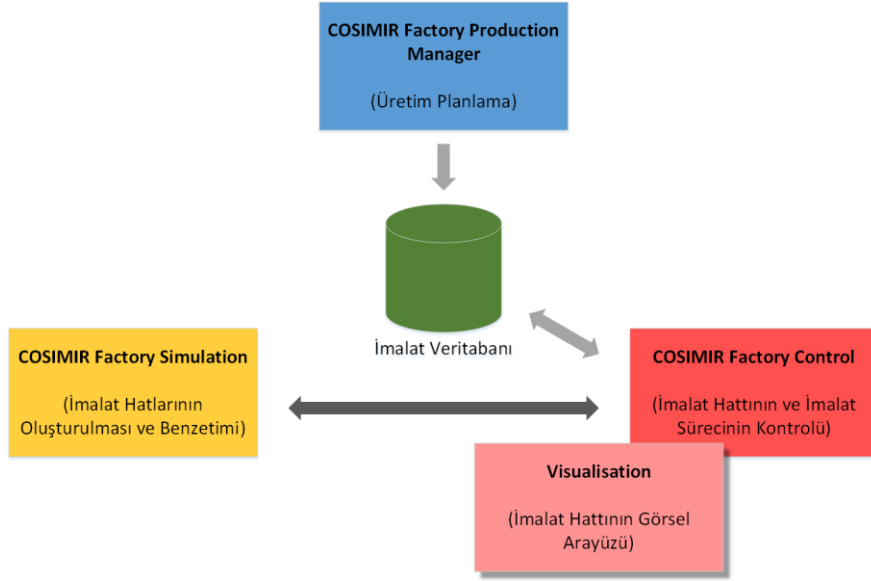 COSIMIR Factory Production
Manager
(Üretim Planlama)
İmalat Veritabanı
COSIMIR Factory Simulation
(İmalat Hatlarının
Oluşturulması ve Benzetimi)
COSIMIR Factory Control
(İmalat Hattının ve İmalat
Sürecinin Kontrolü)
Visualisation
(İmalat Hattının Görsel
Arayüzü)